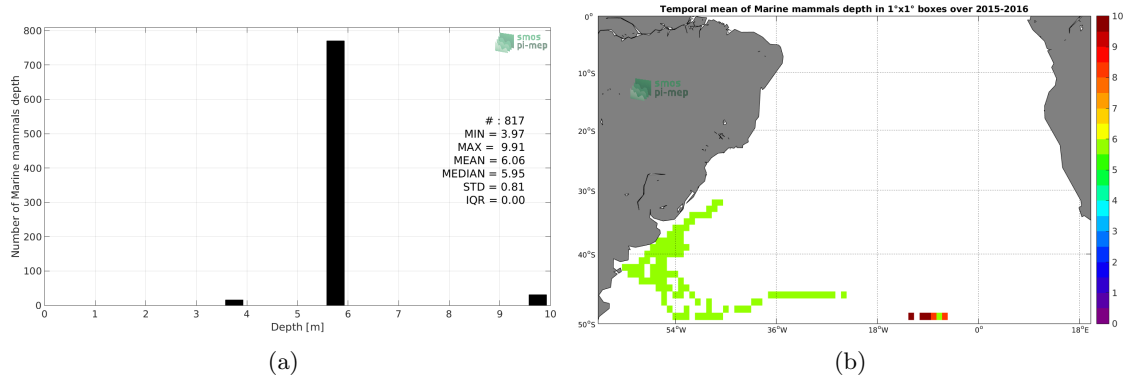 800
700
600
500
400
300
200
100
0
Number of Marine mammals depth
smos
pi-mep
# : 817
MIN = 3.97
MAX = 9.91
MEAN = 6.06
MEDIAN = 5.95
STD = 0.81
IQR = 0.00
0 1 2 3 4 5 6 7 8 9 10
Depth [m]
(a)
Temporal mean of Marine mammals depth in 1°x1° boxes over 2015-2016
0°
10°S
20°S
30°S
40°S
50°S
smos
pi-mep
54°W 36°W 18°W 0° 18°E
10
9
8
7
6
5
4
3
2
1
0
(b)